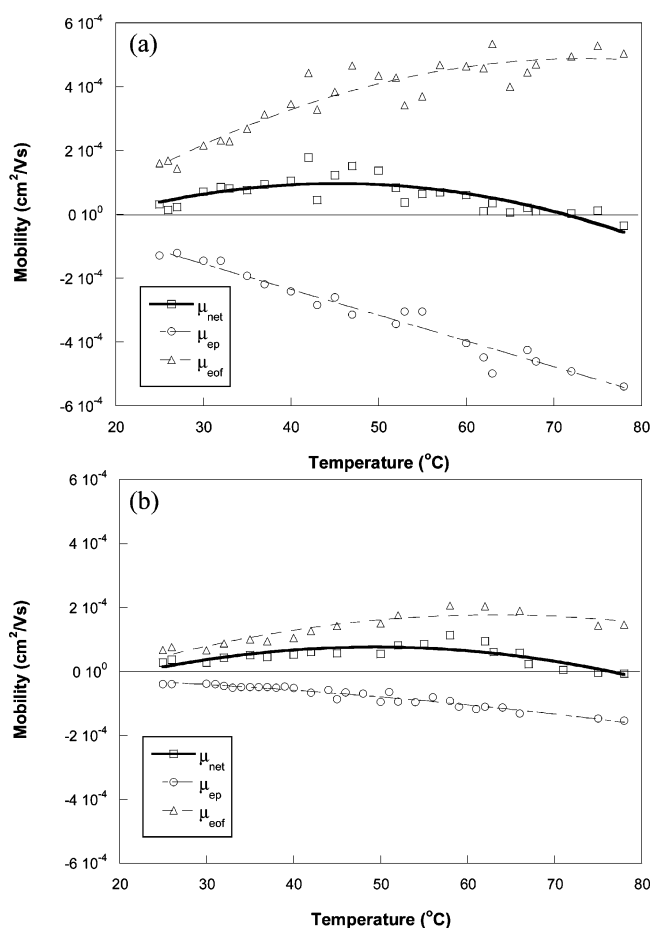 (a)
Mobility (cm²/Vs)
6 10⁻⁴
4 10⁻⁴
2 10⁻⁴
0 10⁰
-2 10⁻⁴
-4 10⁻⁴
-6 10⁻⁴
μnet
μep
μeof
20 30 40 50 60 70 80
Temperature (°C)
(b)
Mobility (cm²/Vs)
6 10⁻⁴
4 10⁻⁴
2 10⁻⁴
0 10⁰
-2 10⁻⁴
-4 10⁻⁴
-6 10⁻⁴
μnet
μep
μeof
20 30 40 50 60 70 80
Temperature (°C)